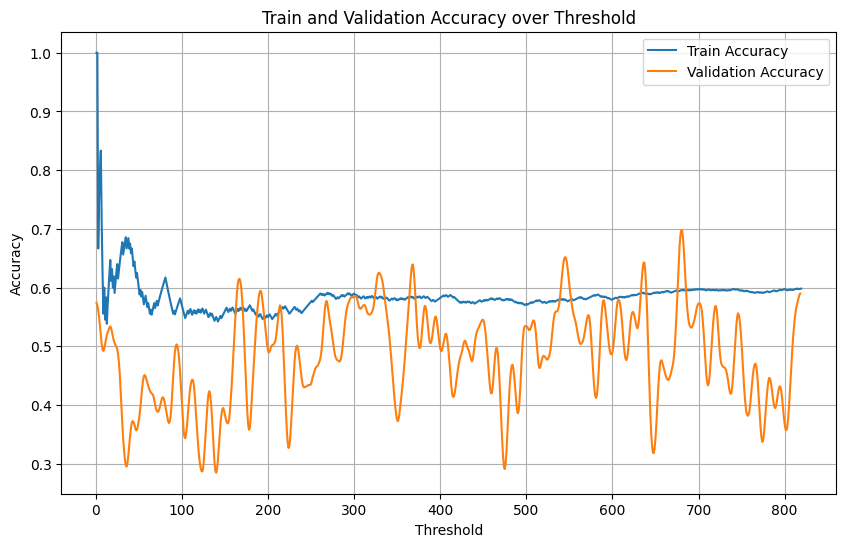 Train and Validation Accuracy over Threshold
Train Accuracy
Validation Accuracy
Accuracy
1.0
0.9
0.8
0.7
0.6
0.5
0.4
0.3
0 100 200 300 400 500 600 700 800
Threshold